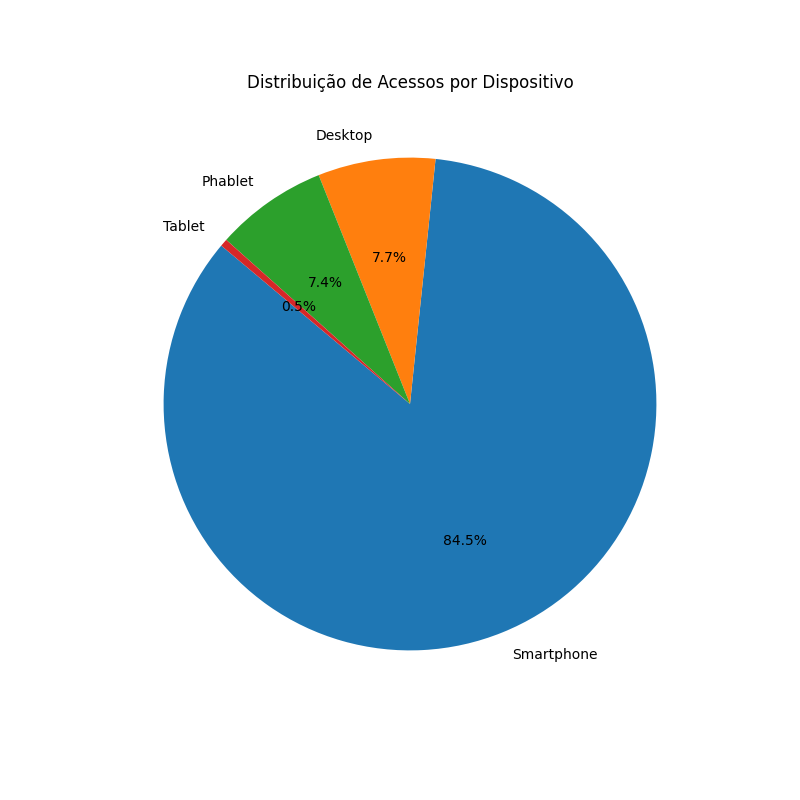 Distribuição de Acessos por Dispositivo
Desktop
Phablet
Tablet
7.7%
7.4%
0.5%
84.5%
Smartphone